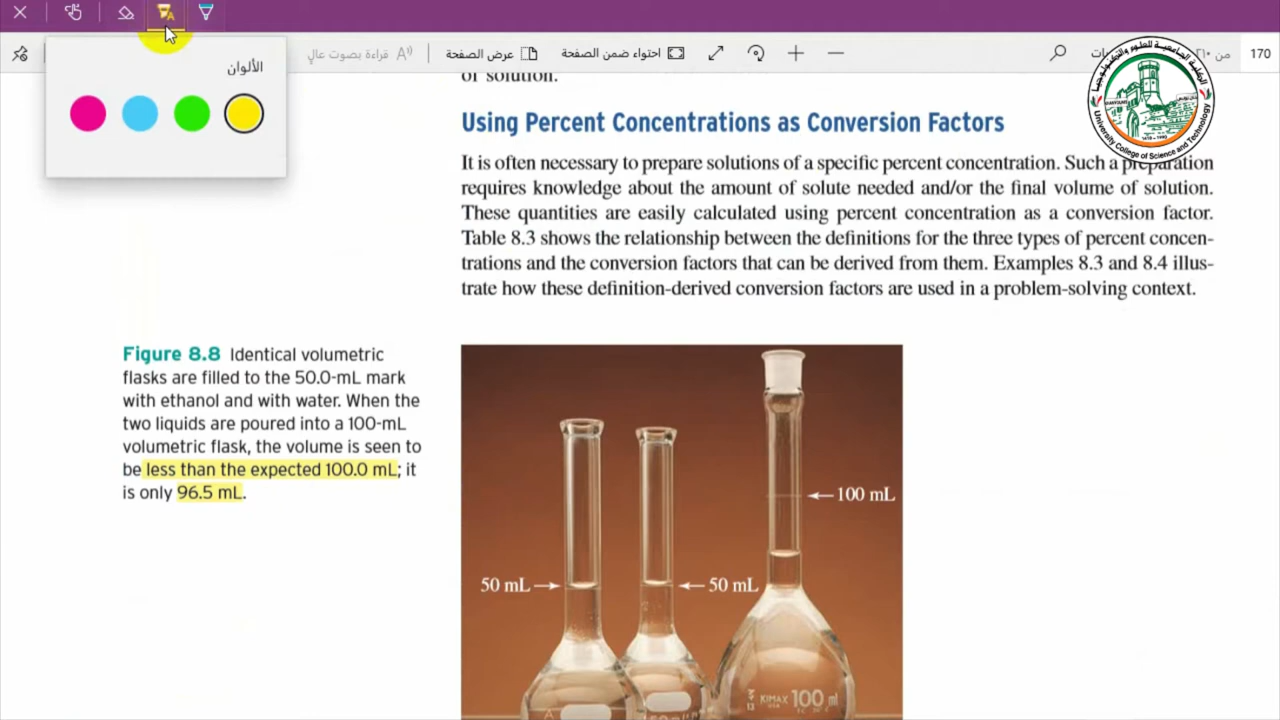 170
من
احتواء ضمن الصفحة
عرض الصفحة
قراءة بصوت عالٍ
الألوان
of solution.
Using Percent Concentrations as Conversion Factors
It is often necessary to prepare solutions of a specific percent concentration. Such a preparation
requires knowledge about the amount of solute needed and/or the final volume of solution.
These quantities are easily calculated using percent concentration as a conversion factor.
Table 8.3 shows the relationship between the definitions for the three types of percent concen-
trations and the conversion factors that can be derived from them. Examples 8.3 and 8.4 illus-
trate how these definition-derived conversion factors are used in a problem-solving context.
Figure 8.8 Identical volumetric
flasks are filled to the 50.0-mL mark
with ethanol and with water. When the
two liquids are poured into a 100-mL
volumetric flask, the volume is seen to
be less than the expected 100.0 mL; it
is only 96.5 mL.
100 mL
50 mL
50 mL
KIMAX 100 ml
الكلية الجامعية للعلوم والتكنولوجيا
University College of Science and Technology